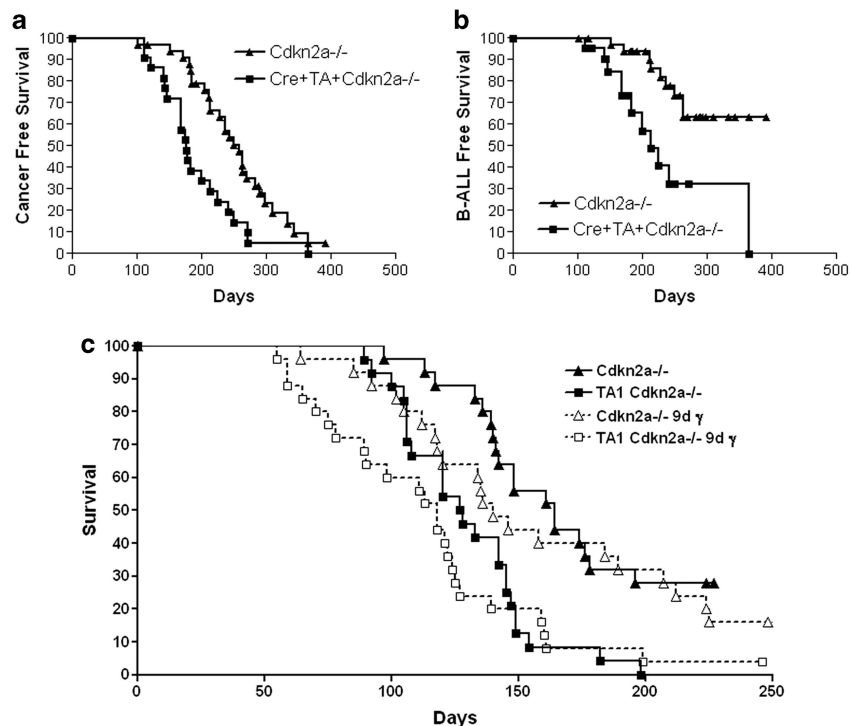 a
Cancer Free Survival
100
90
80
70
60
50
40
30
20
10
0
0 100 200 300 400 500
Days
Cdkn2a-/-
Cre+TA+Cdkn2a-/-
b
B-ALL Free Survival
100
90
80
70
60
50
40
30
20
10
0
0 100 200 300 400 500
Days
Cdkn2a-/-
Cre+TA+Cdkn2a-/-
c
Survival
100
90
80
70
60
50
40
30
20
10
0
0 50 100 150 200 250
Days
Cdkn2a-/-
TA1 Cdkn2a-/-
Cdkn2a-/- 9d γ
TA1 Cdkn2a-/- 9d γ